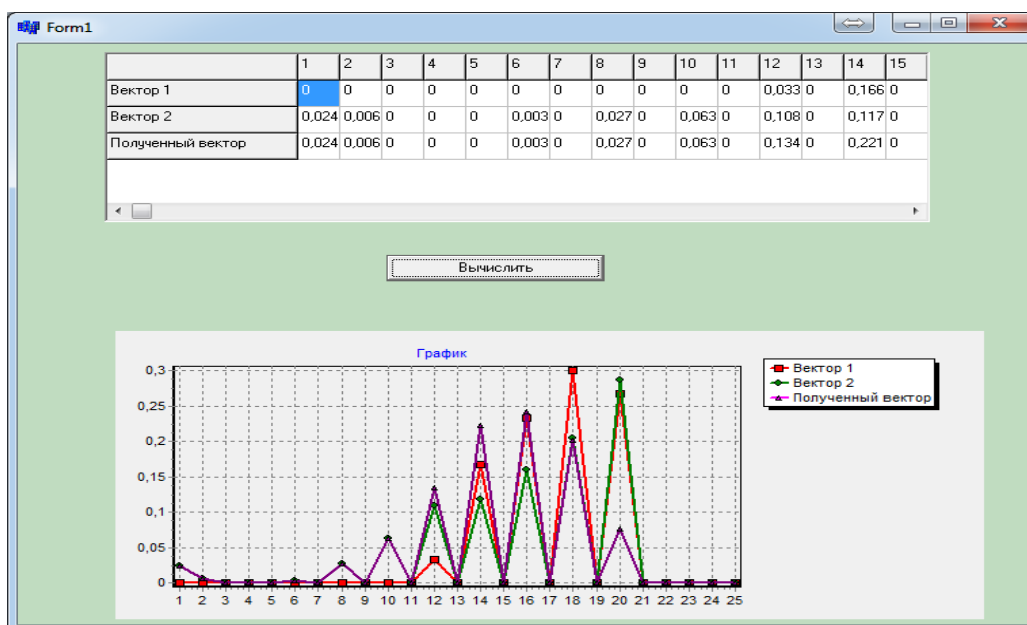 Form1
1 2 3 4 5 6 7 8 9 10 11 12 13 14 15
Вектор 1 0 0 0 0 0 0 0 0 0 0 0 0,033 0 0,166 0
Вектор 2 0,024 0,006 0 0 0 0,003 0 0,027 0 0,063 0 0,108 0 0,117 0
Полученный вектор 0,024 0,006 0 0 0 0,003 0 0,027 0 0,063 0 0,134 0 0,221 0
Вычислить
График
0,3
0,25
0,2
0,15
0,1
0,05
0
1 2 3 4 5 6 7 8 9 10 11 12 13 14 15 16 17 18 19 20 21 22 23 24 25
Вектор 1
Вектор 2
Полученный вектор